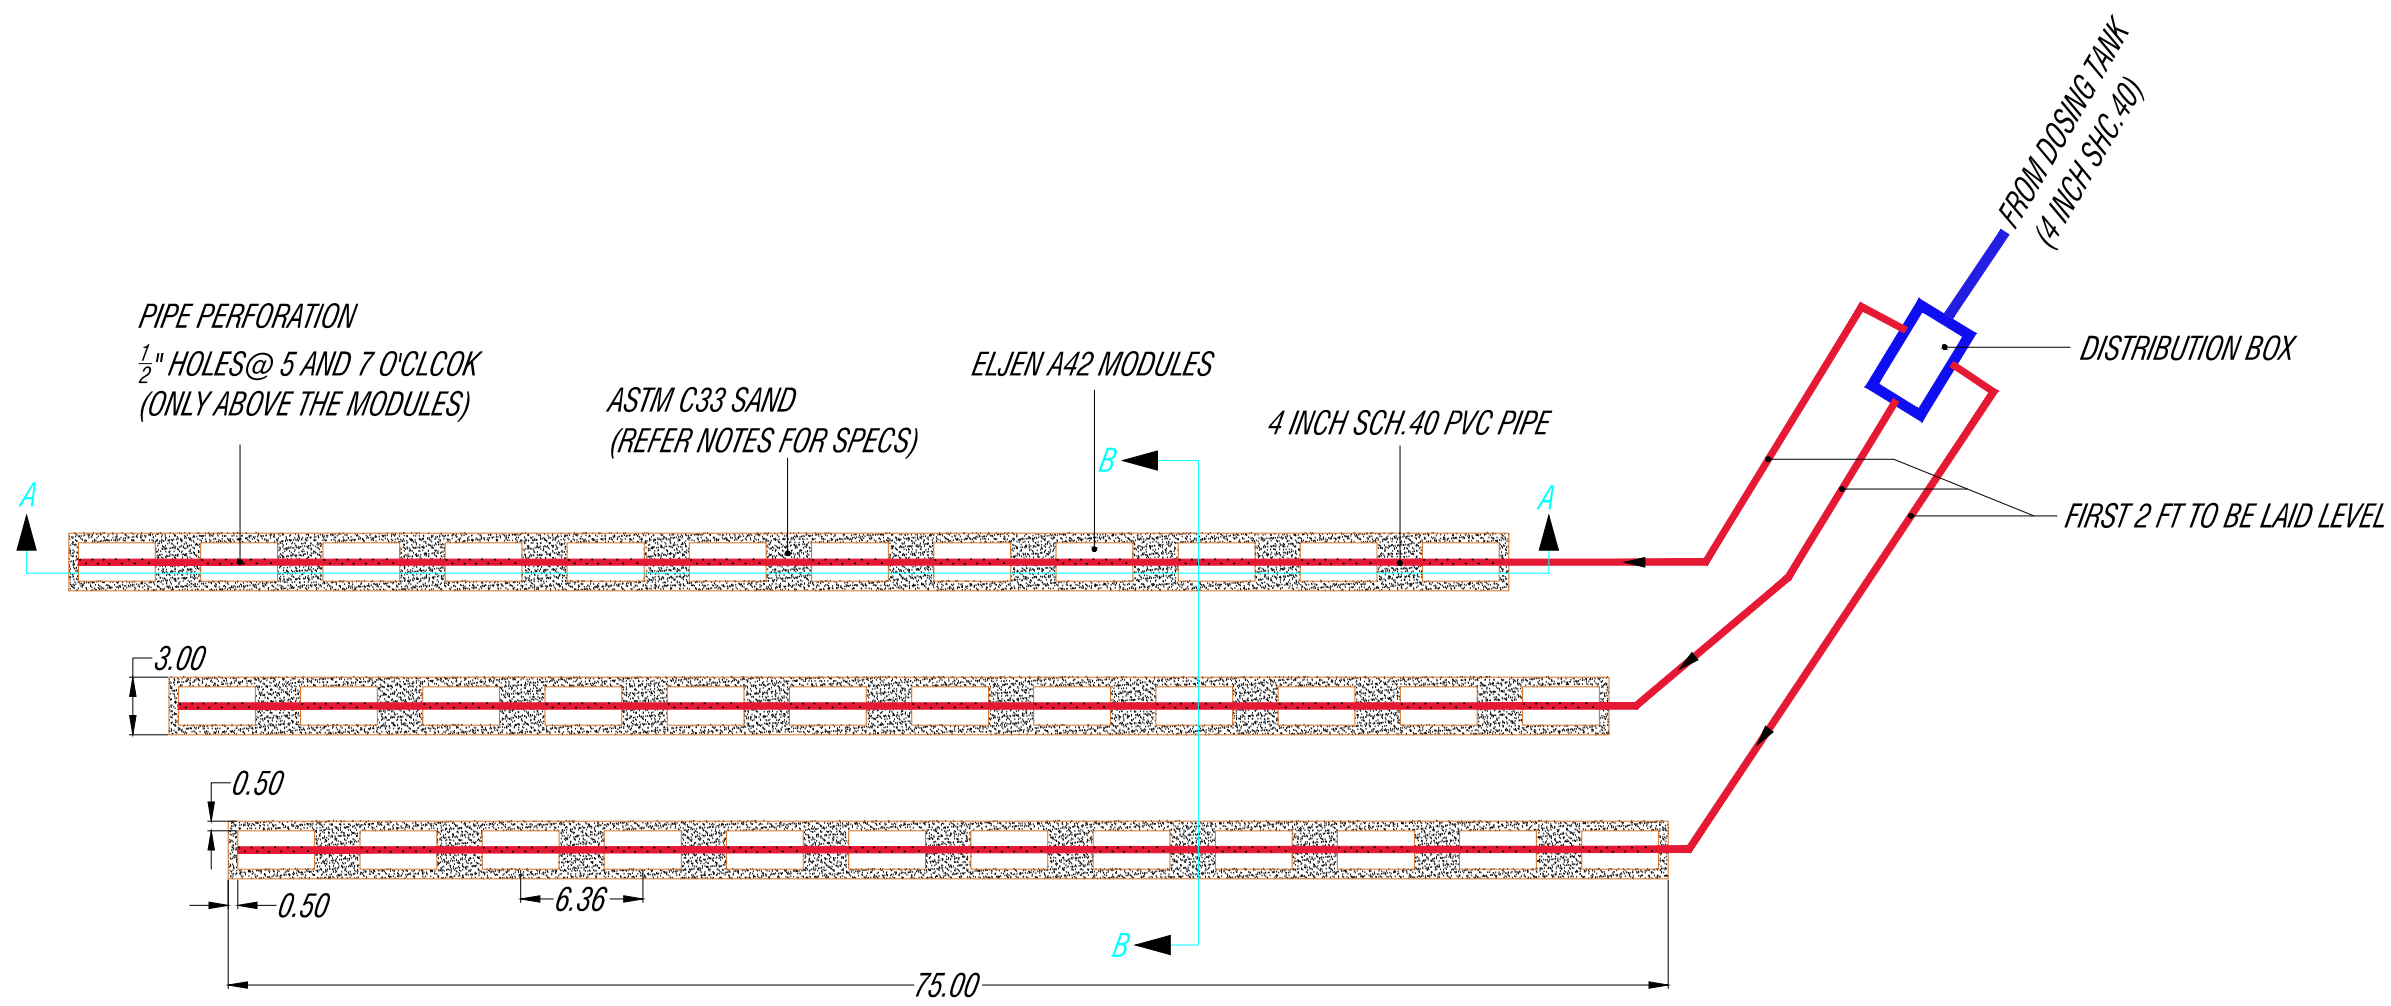 FROM DOSING TANK
(4 INCH SHC.40)
PIPE PERFORATION
1/2" HOLES@ 5 AND 7 O'CLCOK
(ONLY ABOVE THE MODULES)
ASTM C33 SAND
(REFER NOTES FOR SPECS)
ELJEN A42 MODULES
4 INCH SCH.40 PVC PIPE
DISTRIBUTION BOX
FIRST 2 FT TO BE LAID LEVEL
B
A
A
3.00
0.50
0.50
6.36
B
75.00